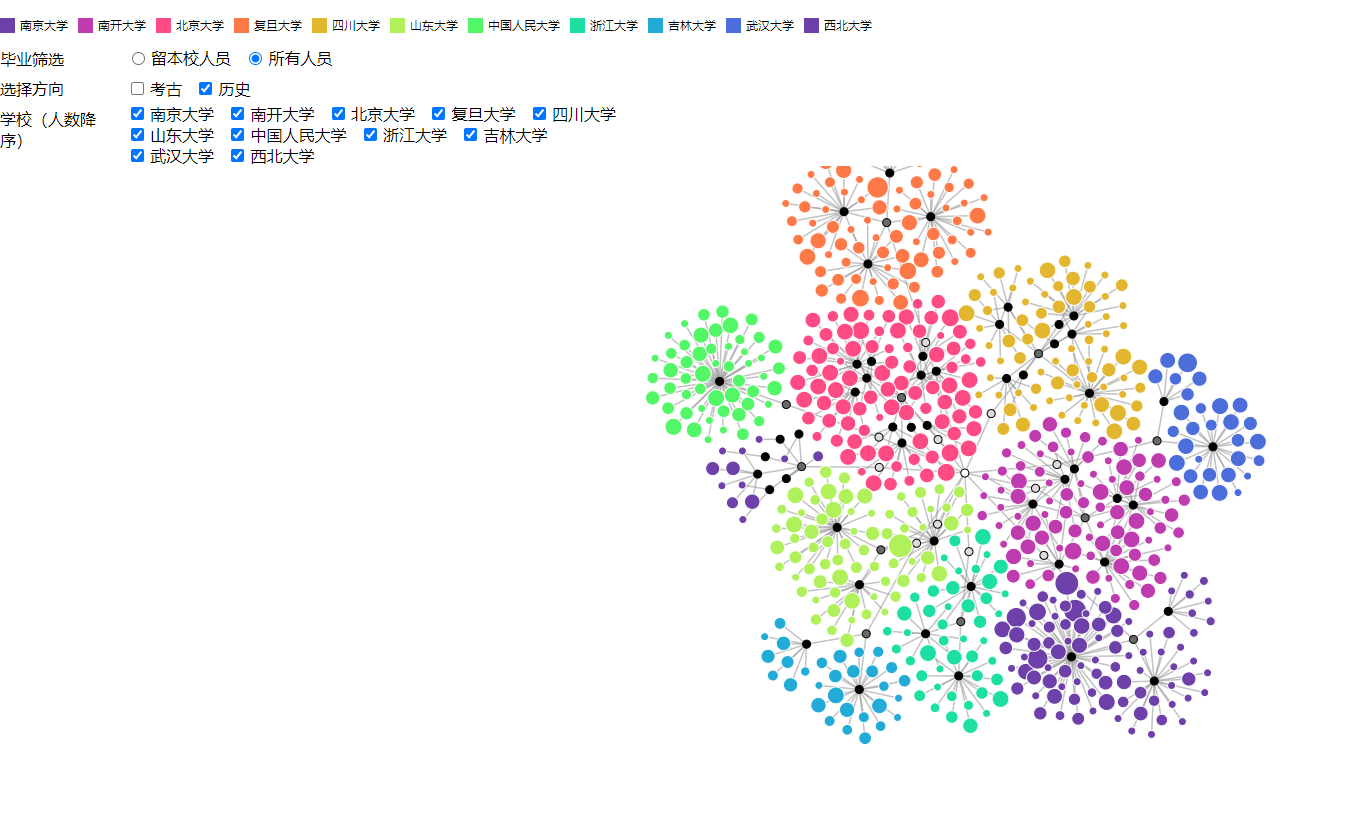 南京大学 南开大学 北京大学 复旦大学 四川大学 山东大学 中国人民大学 浙江大学 吉林大学 武汉大学 西北大学
毕业筛选 留本校人员 所有人员
选择方向 考古 历史
学校（人数降序） 南京大学 南开大学 北京大学 复旦大学 四川大学
山东大学 中国人民大学 浙江大学 吉林大学
武汉大学 西北大学